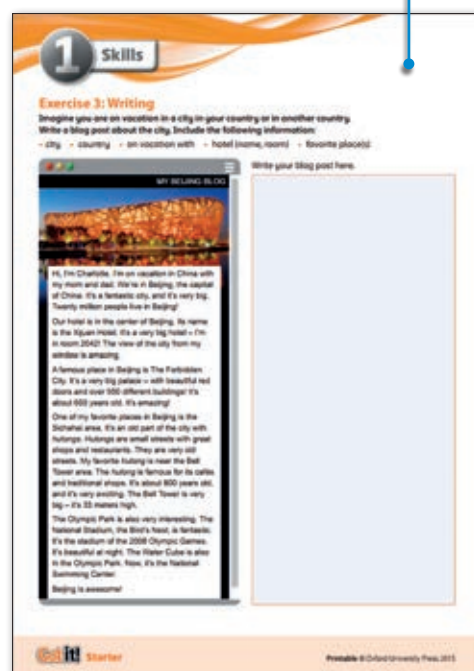 1
Skills
Exercise 3: Writing
Imagine you are on vacation in a city in your country or in another country.
Write a blog post about the city. Include the following information:
• city • country • on vacation with • hotel (name, room) • favorite place(s)
Write your blog post here.
MY BEIJING BLOG
Hi, I'm Charlotte. I'm on vacation in China with
my mom and dad. We're in Beijing, the capital
of China. It's a fantastic city, and it's very big.
Twenty million people live in Beijing!
Our hotel is in the center of Beijing. Its name
is the Xijuan Hotel. It's a very big hotel – I'm
in room 2042! The view of the city from my
window is amazing.
A famous place in Beijing is The Forbidden
City. It's a very big palace – with beautiful red
doors and over 900 different buildings! It's
about 600 years old. It's amazing!
One of my favorite places in Beijing is the
Shichahai area. It's an old part of the city with
hutongs. Hutongs are small streets with great
shops and restaurants. They are very old
streets. My favorite hutong is near the Bell
Tower area. The hutong is famous for its cafés
and traditional shops. It's about 800 years old,
and it's very exciting. The Bell Tower is very
big – it's 33 meters high.
The Olympic Park is also very interesting. The
National Stadium, the Bird's Nest, is fantastic.
It's the stadium of the 2008 Olympic Games.
It's beautiful at night. The Water Cube is also
in the Olympic Park. Now, it's the National
Swimming Center.
Beijing is awesome!
Got it! Starter
Printable © Oxford University Press 2015